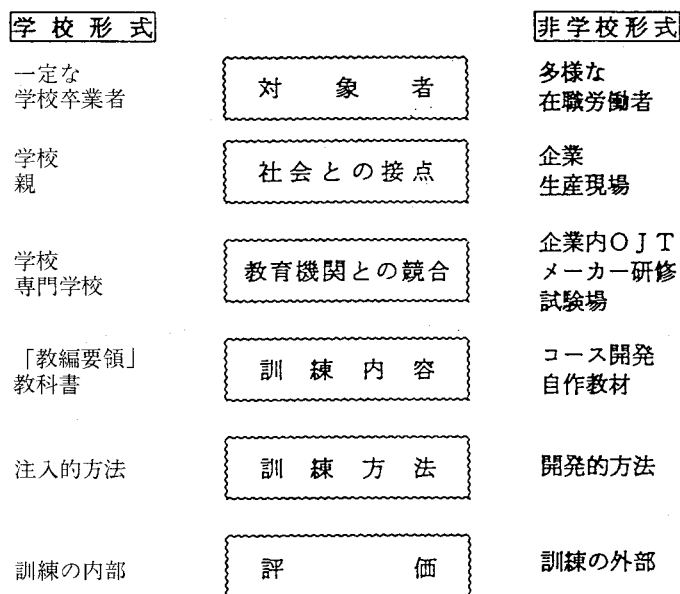 学校形式
非学校形式
一定な
学校卒業者
対象者
多様な
在職労働者
学校
親
社会との接点
企業
生産現場
学校
専門学校
教育機関との競合
企業内OJT
メーカー研修
試験場
「教編要領」
教科書
訓練内容
コース開発
自作教材
注入的方法
訓練方法
開発的方法
訓練の内部
評価
訓練の外部